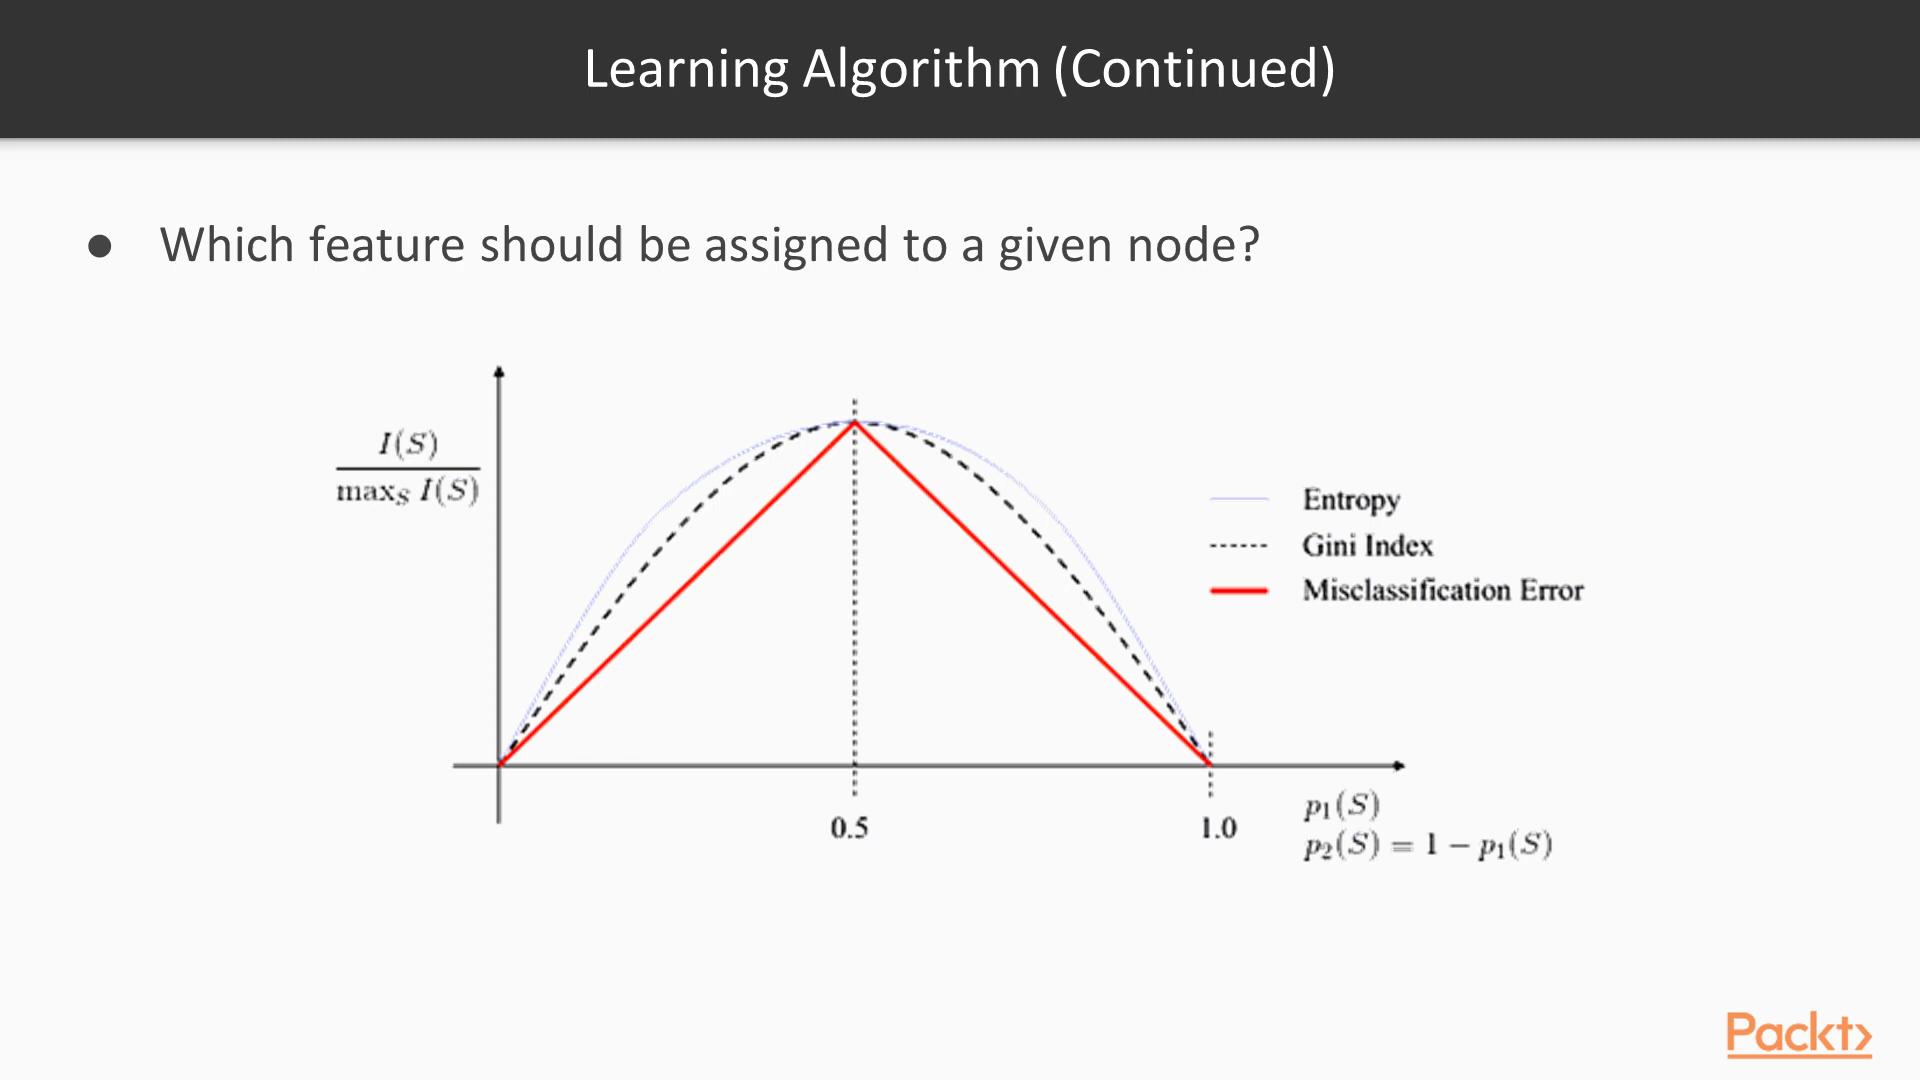 Learning Algorithm (Continued)
● Which feature should be assigned to a given node?
I(S)
max_S I(S)
Entropy
Gini Index
Misclassification Error
0.5
1.0
p₁(S)
p₂(S) = 1 − p₁(S)
Packt>